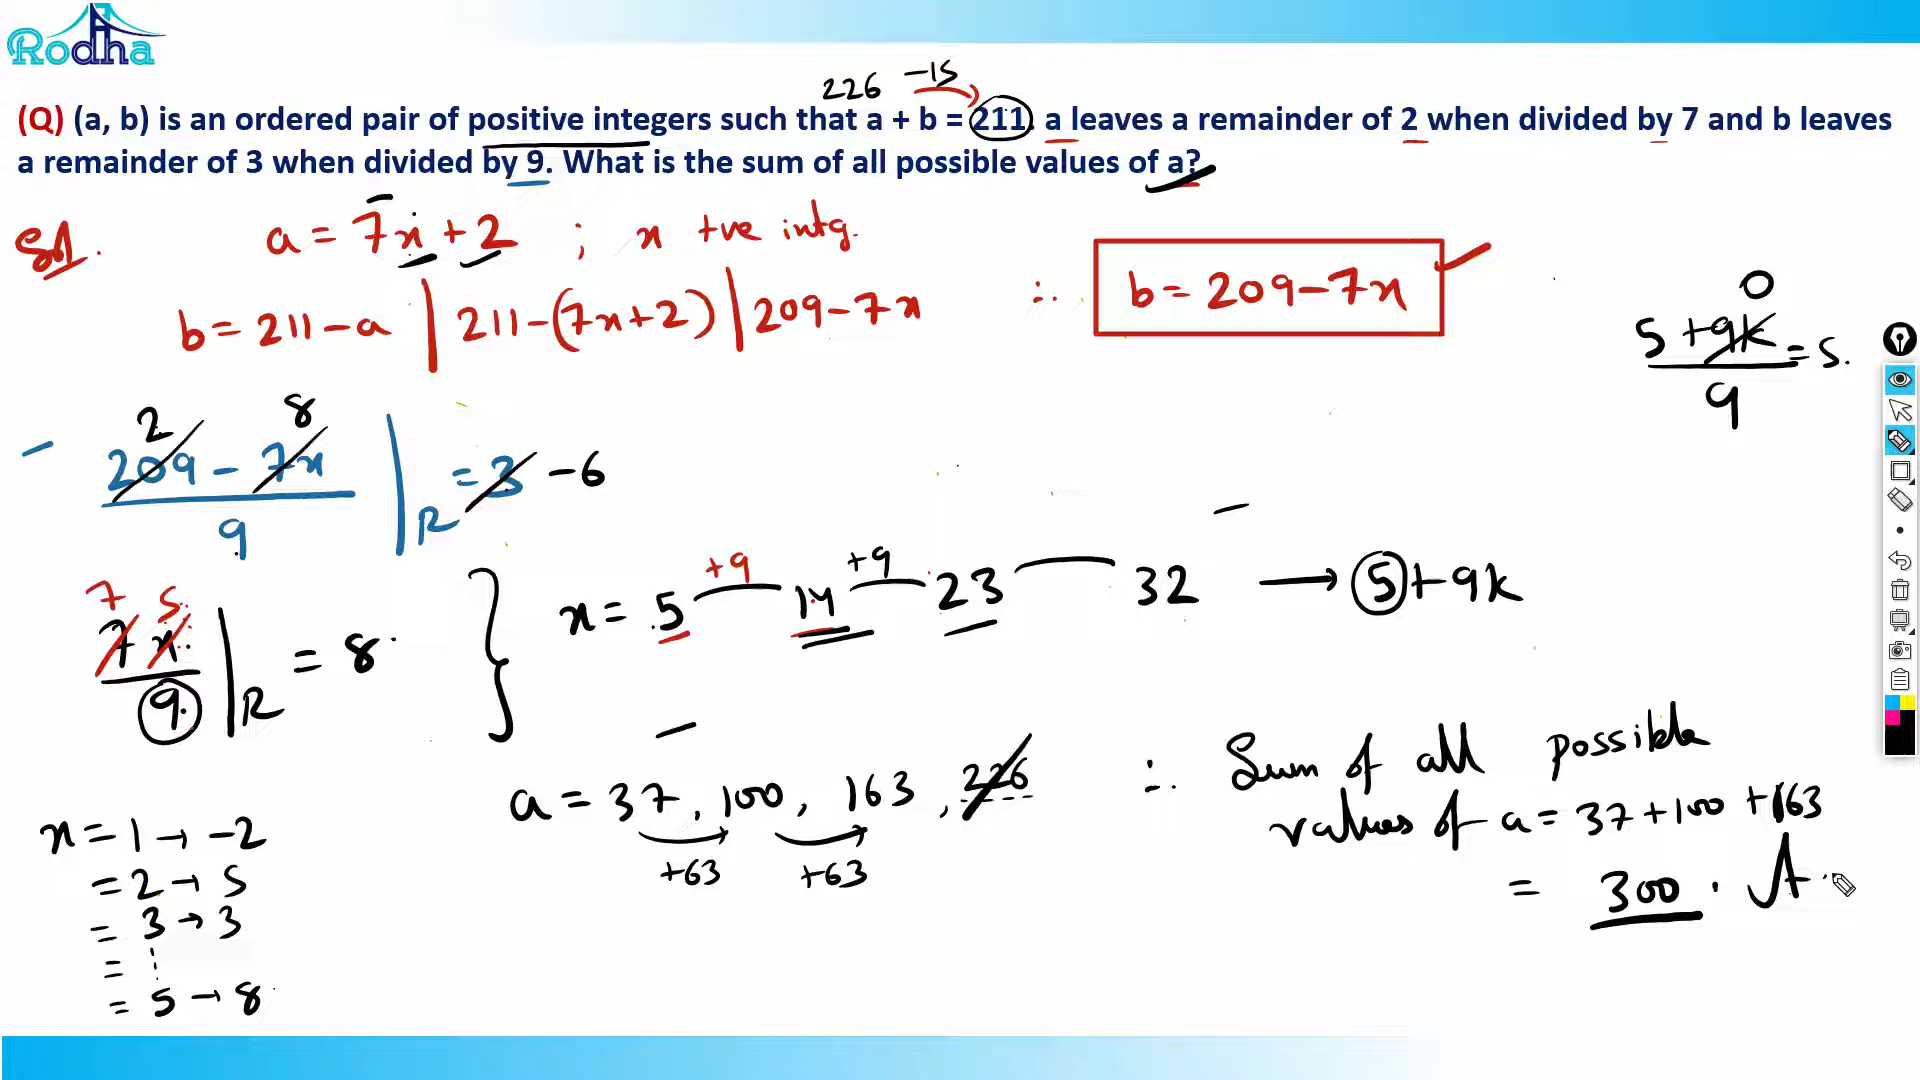 Rodha
226 -15
(Q) (a, b) is an ordered pair of positive integers such that a + b = 211. a leaves a remainder of 2 when divided by 7 and b leaves
a remainder of 3 when divided by 9. What is the sum of all possible values of a?
a = 7x + 2 ; x +ve intg.
b = 211 - a | 211 - (7x + 2) | 209 - 7x
∴ b = 209 - 7x
0
5 + 9k
9
= 5.
2 8
209 - 7x
9
R = 3 -6
7 5
7 x
9
R = 8
x = 5 +9 14 +9 23 32 → 5 + 9k
a = 37, 100, 163, 226
+63 +63
∴ Sum of all possible
values of a = 37 + 100 + 163
= 300.
x = 1 → -2
= 2 → 5
= 3 → 3
=
= 5 → 8